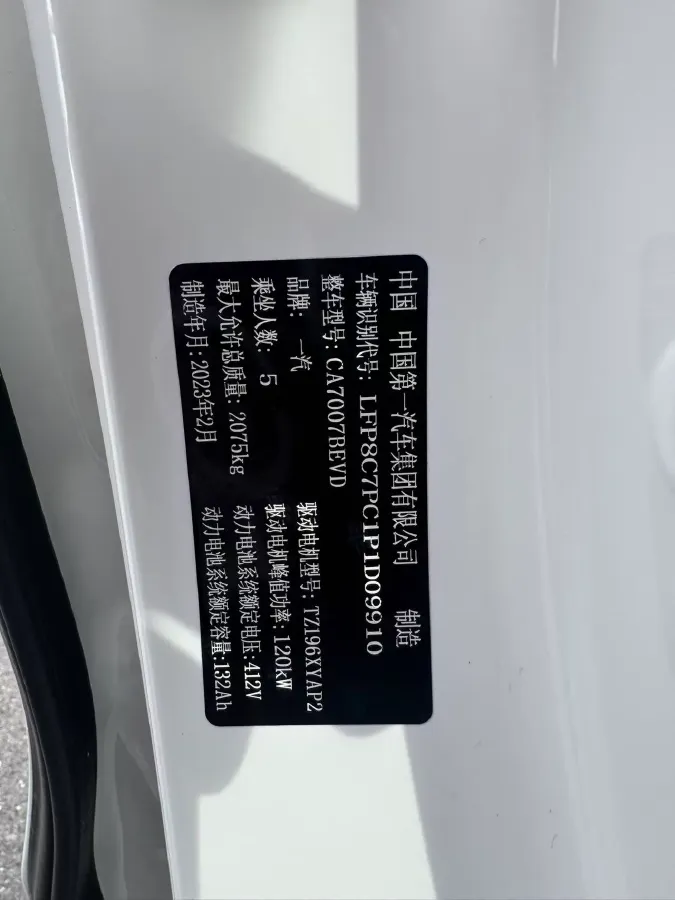 中国 中国第一汽车集团有限公司 制造
车辆识别代号: LFP8C7PC1P1D09910
整车型号: CA7007BEVD 驱动电机型号: TZ196XYAP2
品牌: 一汽 驱动电机峰值功率: 120kW
乘坐人数: 5 动力电池系统额定电压: 412V
最大允许总质量: 2075kg 动力电池系统额定容量: 132Ah
制造年月: 2023年2月